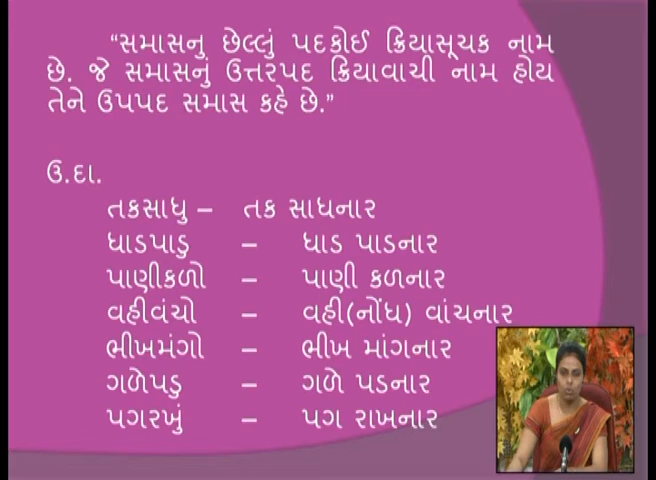 “સમાસનુ છેલ્લું પદકોઈ ક્રિયાસૂચક નામ
છે. જે સમાસનું ઉત્તરપદ ક્રિયાવાચી નામ હોય
તેને ઉપપદ સમાસ કહે છે.”
ઉ.દા.
તકસાધુ – તક સાધનાર
ધાડપાડુ – ધાડ પાડનાર
પાણીકળો – પાણી કળનાર
વહીવંચો – વહી(નોંધ) વાંચનાર
ભીખમંગો – ભીખ માંગનાર
ગળેપડુ – ગળે પડનાર
પગરખું – પગ રાખનાર